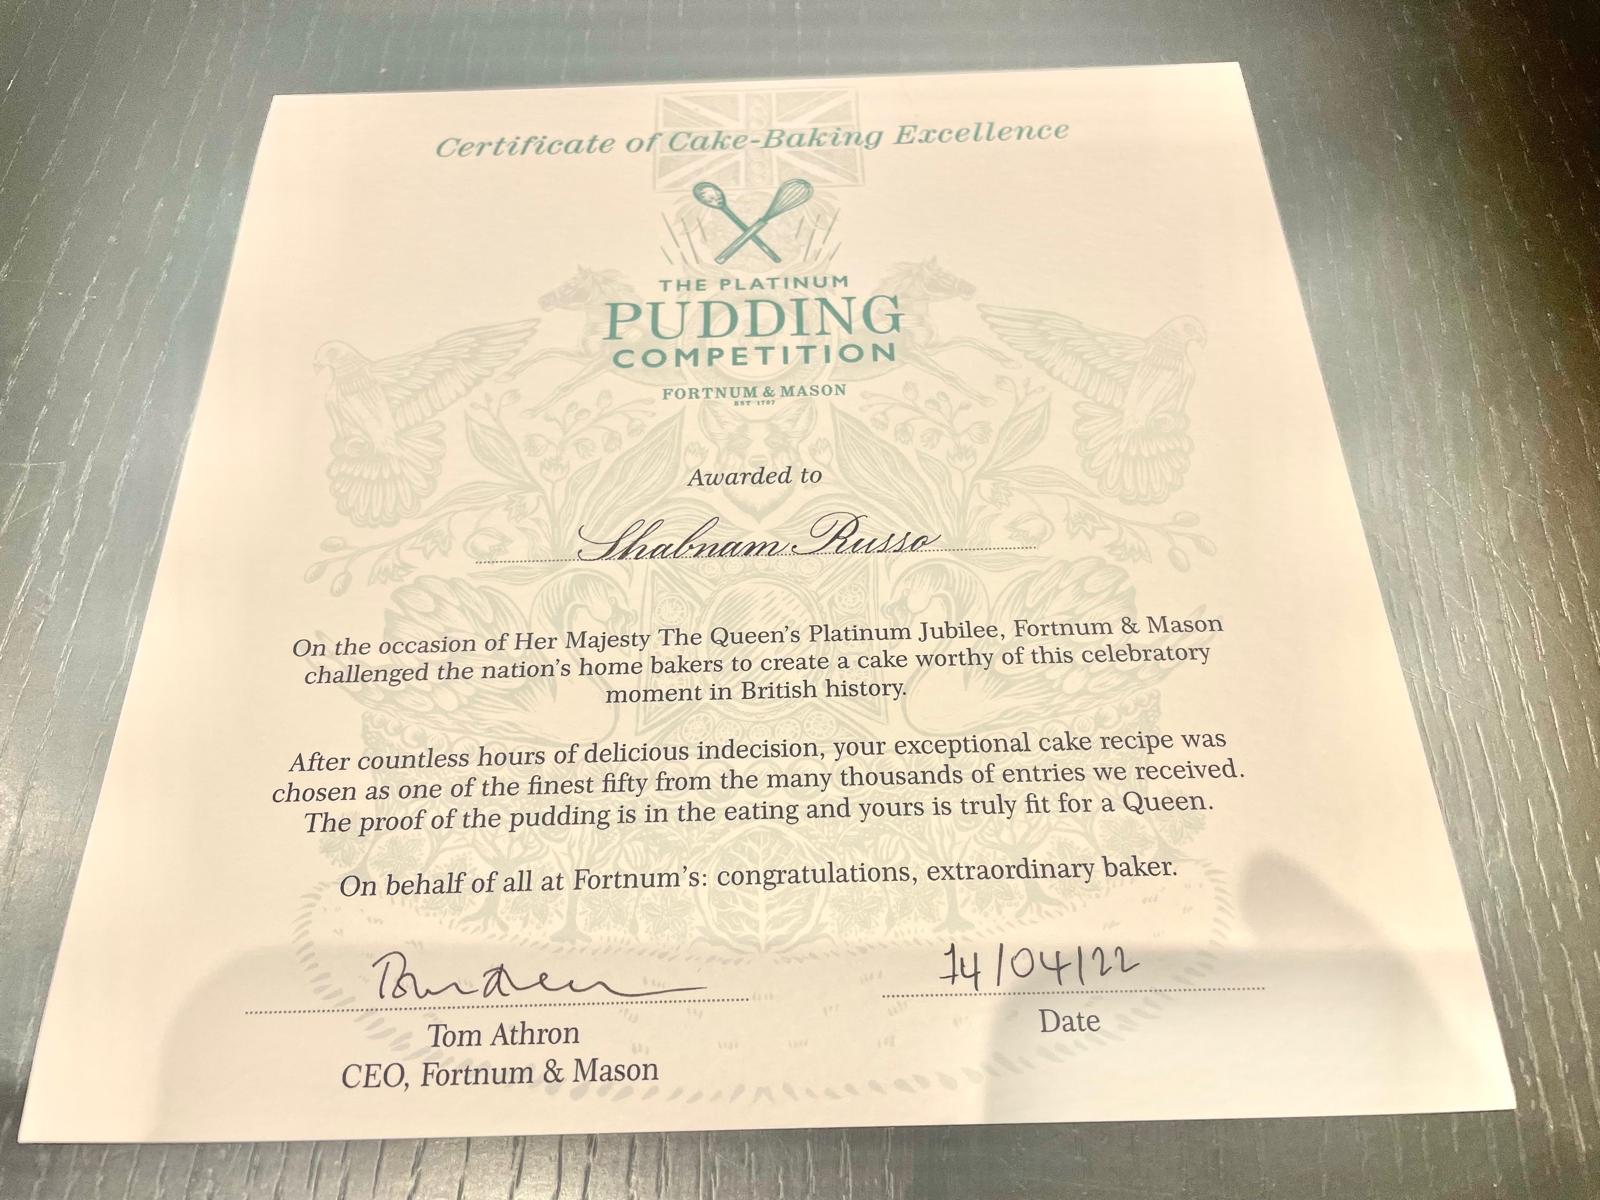 Certificate of Cake-Baking Excellence
THE PLATINUM
PUDDING
COMPETITION
FORTNUM & MASON
EST 1707
Awarded to
Shabnam Russo
On the occasion of Her Majesty The Queen's Platinum Jubilee, Fortnum & Mason
challenged the nation's home bakers to create a cake worthy of this celebratory
moment in British history.
After countless hours of delicious indecision, your exceptional cake recipe was
chosen as one of the finest fifty from the many thousands of entries we received.
The proof of the pudding is in the eating and yours is truly fit for a Queen.
On behalf of all at Fortnum's: congratulations, extraordinary baker.
14/04/22
Tom Athron
Date
CEO, Fortnum & Mason